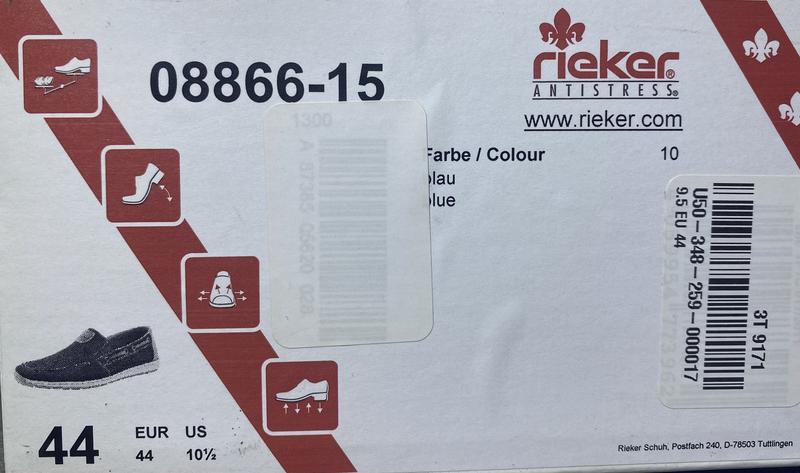 08866-15
rieker®
ANTISTRESS®
www.rieker.com
1300
Farbe / Colour 10
blau
blue
U50-348-259-000017
9.5 EU 44
3T 9171
44
EUR US
44 10½
Rieker Schuh, Postfach 240, D-78503 Tuttlingen